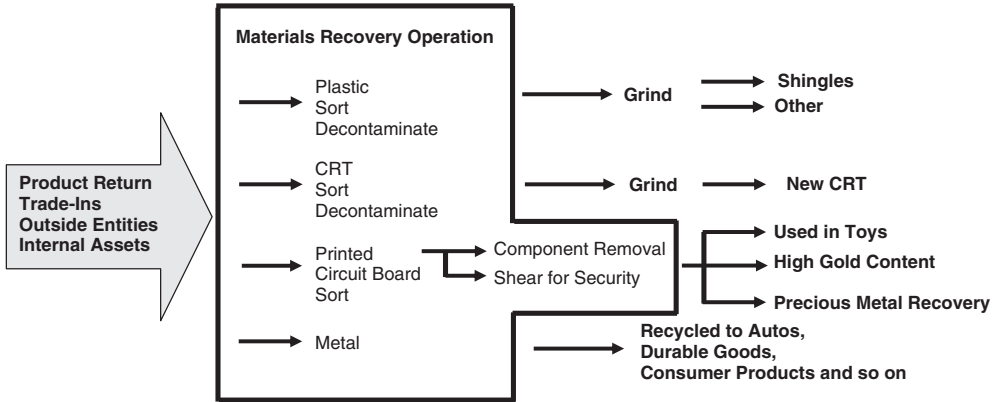 Materials Recovery Operation
Product Return
Trade-Ins
Outside Entities
Internal Assets
Plastic
Sort
Decontaminate
Grind
Shingles
Other
CRT
Sort
Decontaminate
Grind
New CRT
Printed
Circuit Board
Sort
Component Removal
Shear for Security
Used in Toys
High Gold Content
Precious Metal Recovery
Metal
Recycled to Autos,
Durable Goods,
Consumer Products and so on